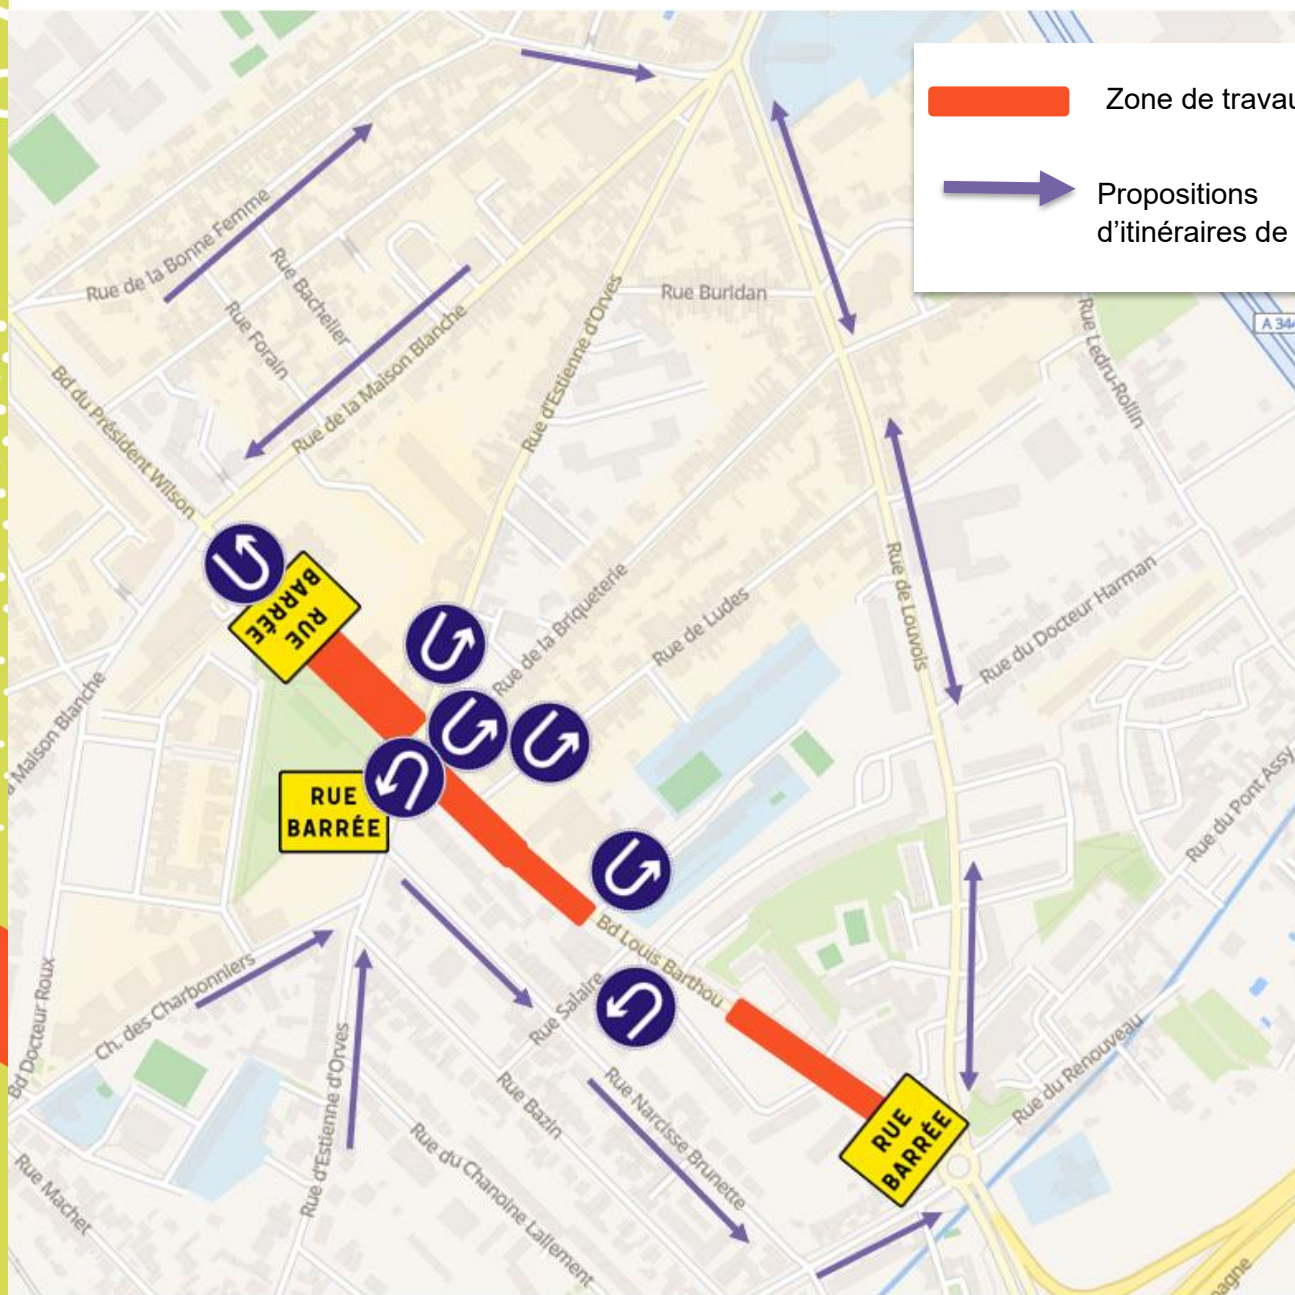 Zone de travau
Propositions
d'itinéraires de
A 344
Rue de la Bonne Femme
Rue Bachelier
Rue Forain
Rue de la Maison Blanche
Bd du Président Wilson
Rue d'Estienne d'Orves
Rue Buridan
Rue Ledru-Rollin
Rue de Louvois
Rue du Docteur Harman
Rue de la Briqueterie
Rue de Ludes
RUE
BARRÉE
a Maison Blanche
RUE
BARRÉE
Rue du Pont Assy
Bd Louis Barthou
Rue Salaire
Ch. des Charbonniers
Bd Docteur Roux
Rue d'Estienne d'Orves
Rue Bazin
Rue Narcisse Brunette
Rue du Chanoine Lallement
Rue Machet
Rue du Renouveau
RUE
BARRÉE
pagne